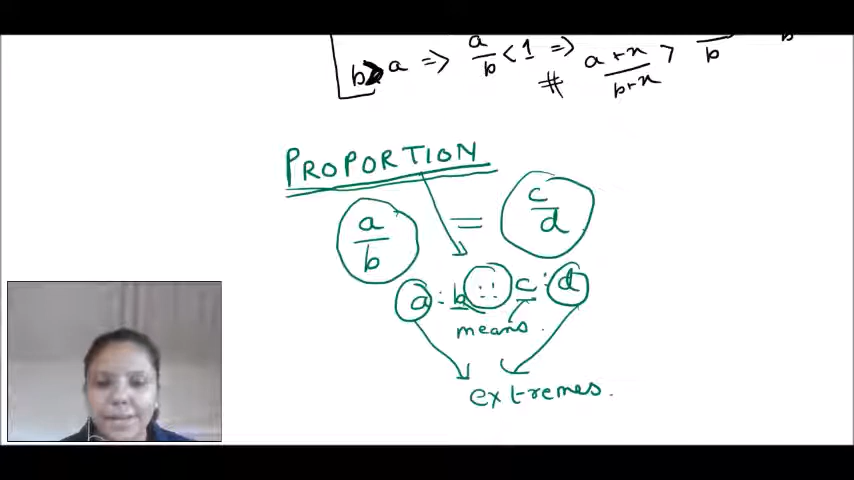 b > a => a/b < 1 => # a+x/b+x > /b b
PROPORTION
a/b = c/d
a : b :: c : d
means.
extremes.